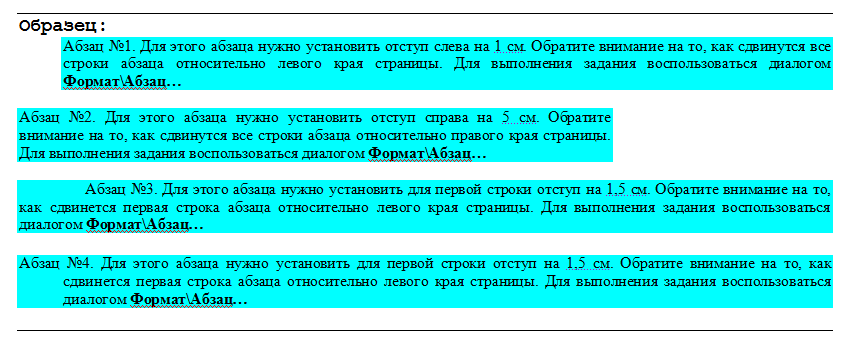 Образец:
Абзац №1. Для этого абзаца нужно установить отступ слева на 1 см. Обратите внимание на то, как сдвинутся все
строки абзаца относительно левого края страницы. Для выполнения задания воспользоваться диалогом
Формат\Абзац…
Абзац №2. Для этого абзаца нужно установить отступ справа на 5 см. Обратите
внимание на то, как сдвинутся все строки абзаца относительно правого края страницы.
Для выполнения задания воспользоваться диалогом Формат\Абзац…
Абзац №3. Для этого абзаца нужно установить для первой строки отступ на 1,5 см. Обратите внимание на то,
как сдвинется первая строка абзаца относительно левого края страницы. Для выполнения задания воспользоваться
диалогом Формат\Абзац…
Абзац №4. Для этого абзаца нужно установить для первой строки отступ на 1,5 см. Обратите внимание на то, как
сдвинется первая строка абзаца относительно левого края страницы. Для выполнения задания воспользоваться
диалогом Формат\Абзац…